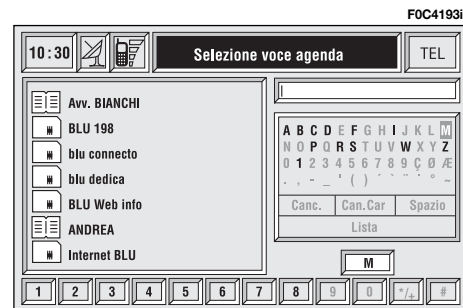 F0C4193i
10:30 Selezione voce agenda TEL
Avv. BIANCHI
BLU 198
blu connecto
blu dedica
BLU Web info
ANDREA
Internet BLU
A B C D E F G H I J K L M
N O P Q R S T U V W X Y Z
0 1 2 3 4 5 6 7 8 9 Ç Ø Æ
. , - _ ' ( ) ´ ` ¨ ˆ ° ~
Canc. Can.Car Spazio
Lista
M
1 2 3 4 5 6 7 8 9 0 */+ #